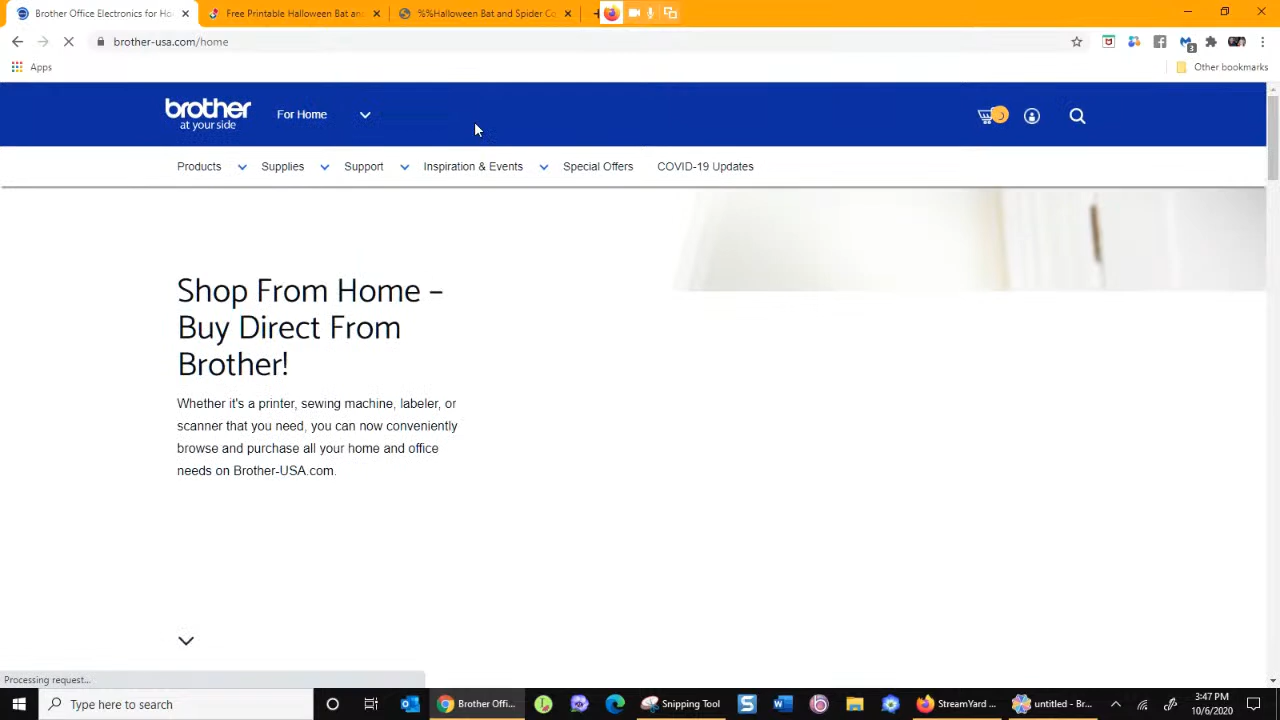 Brother Office Electronics for Ho
Free Printable Halloween Bat an
%%Halloween Bat and Spider Co
brother-usa.com/home
3
Apps
Other bookmarks
brother
at your side
For Home
Products
Supplies
Support
Inspiration & Events
Special Offers
COVID-19 Updates
Shop From Home –
Buy Direct From
Brother!
Whether it's a printer, sewing machine, labeler, or
scanner that you need, you can now conveniently
browse and purchase all your home and office
needs on Brother-USA.com.
Processing request...
Type here to search
Brother Offi...
Snipping Tool
StreamYard ...
untitled - Br...
3:47 PM
10/6/2020